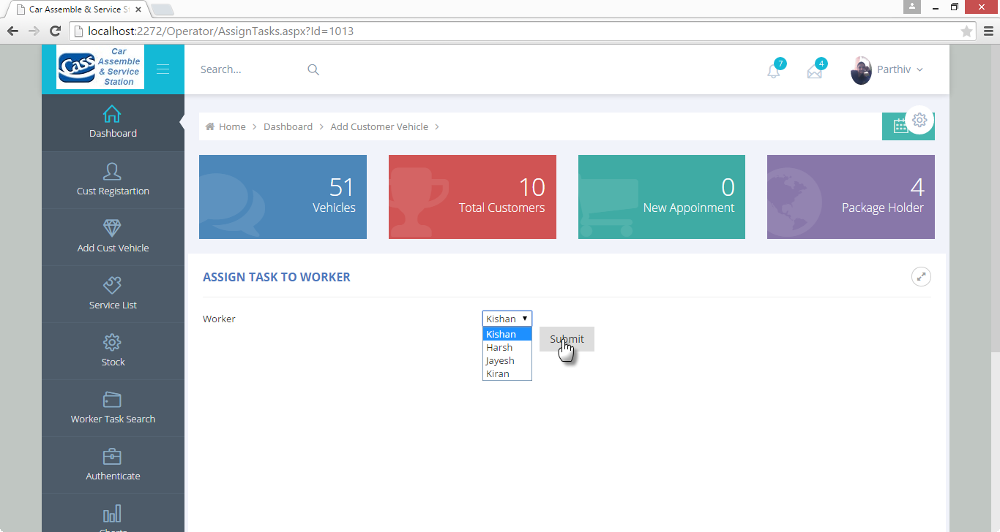 Car Assemble & Service St
localhost:2272/Operator/AssignTasks.aspx?Id=1013
Cass
Car
Assemble
& Service
Station
Search...
7
4
Parthiv
Dashboard
Cust Registartion
Add Cust Vehicle
Service List
Stock
Worker Task Search
Authenticate
Charts
Home > Dashboard > Add Customer Vehicle >
51
Vehicles
10
Total Customers
0
New Appoinment
4
Package Holder
ASSIGN TASK TO WORKER
Worker
Kishan
Kishan
Harsh
Jayesh
Kiran
Submit